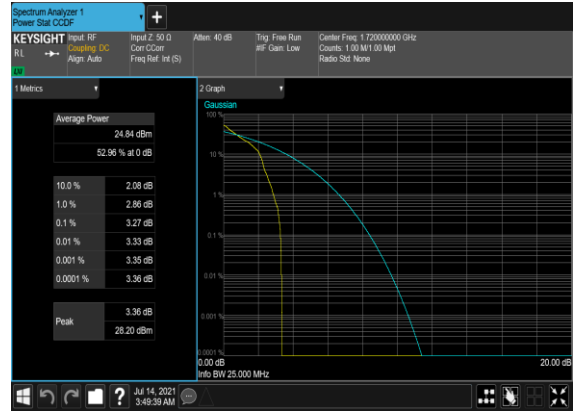 Spectrum Analyzer 1
Power Stat CCDF
KEYSIGHT
Input: RF
Input Z: 50 Ω
Atten: 40 dB
Trig: Free Run
Center Freq: 1.720000000 GHz
RL
Coupling: DC
Corr CCorr
#IF Gain: Low
Counts: 1.00 M/1.00 Mpt
Align: Auto
Freq Ref: Int (S)
Radio Std: None
LW
1 Metrics
2 Graph
Gaussian
Average Power
24.84 dBm
52.96 % at 0 dB
10.0 % 2.08 dB
1.0 % 2.86 dB
0.1 % 3.27 dB
0.01 % 3.33 dB
0.001 % 3.35 dB
0.0001 % 3.36 dB
Peak
3.36 dB
28.20 dBm
100 %
10 %
1 %
0.1 %
0.01 %
0.001 %
0.0001 %
0.00 dB
20.00 dB
Info BW 25.000 MHz
?
Jul 14, 2021
3:49:39 AM